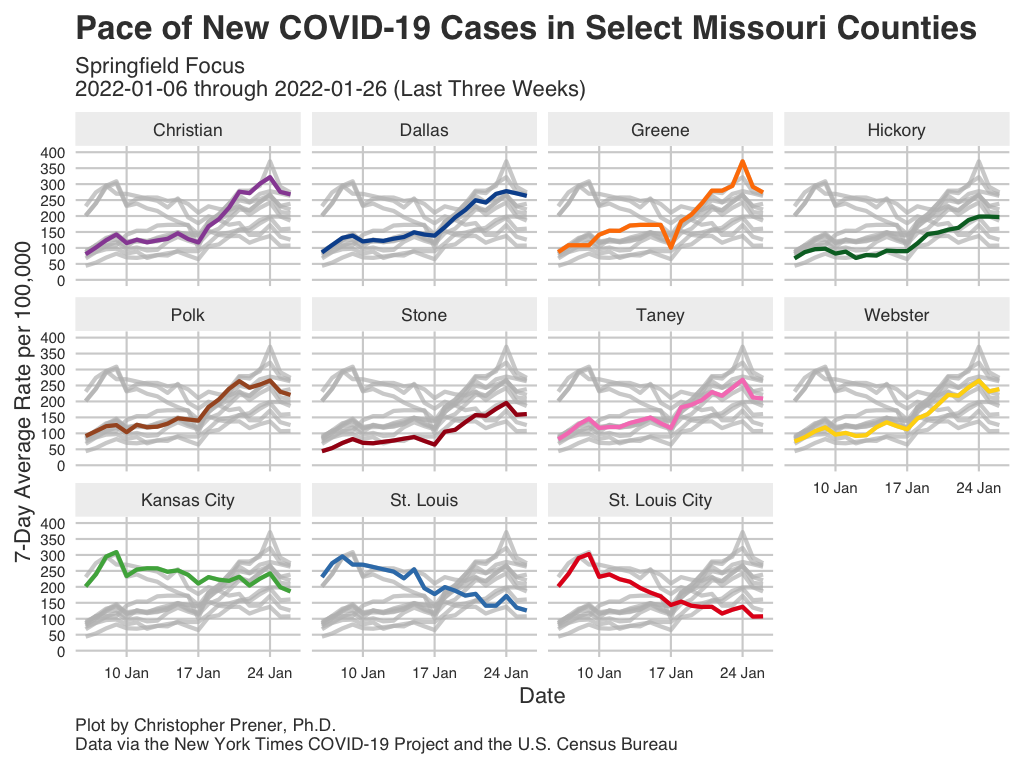 Pace of New COVID-19 Cases in Select Missouri Counties
Springfield Focus
2022-01-06 through 2022-01-26 (Last Three Weeks)
Christian
Dallas
Greene
Hickory
400
350
300
250
200
150
100
50
0
Polk
Stone
Taney
Webster
400
350
300
250
200
150
100
50
0
10 Jan 17 Jan 24 Jan
Kansas City
St. Louis
St. Louis City
400
350
300
250
200
150
100
50
0
10 Jan 17 Jan 24 Jan
10 Jan 17 Jan 24 Jan
10 Jan 17 Jan 24 Jan
7-Day Average Rate per 100,000
Date
Plot by Christopher Prener, Ph.D.
Data via the New York Times COVID-19 Project and the U.S. Census Bureau